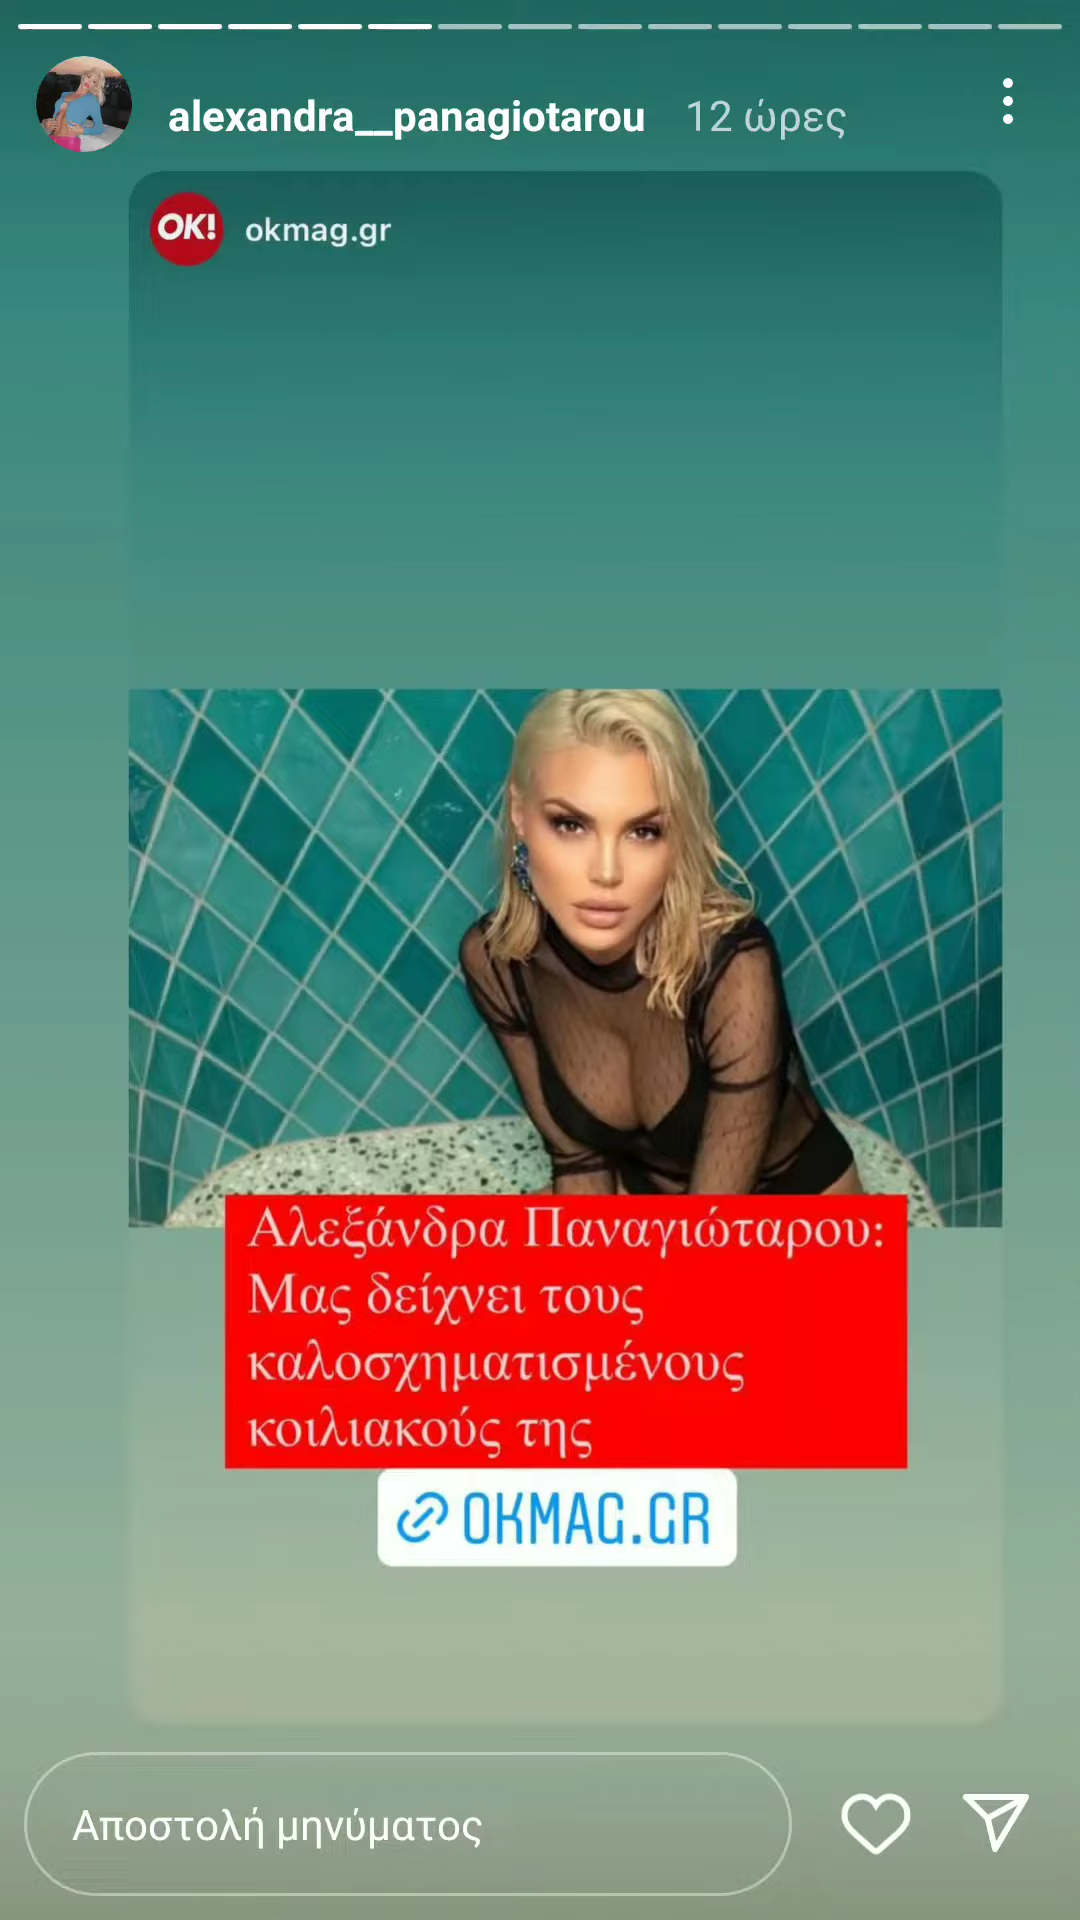 alexandra__panagiotarou 12 ώρες
OK! okmag.gr
Αλεξάνδρα Παναγιώταρου:
Μας δείχνει τους
καλοσχηματισμένους
κοιλιακούς της
OKMAG.GR
Αποστολή μηνύματος